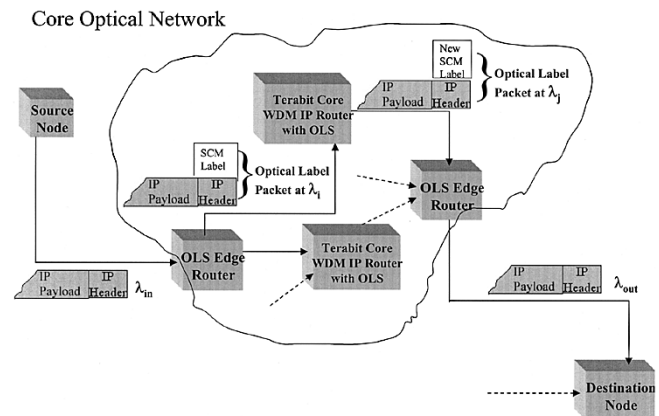 Core Optical Network
New
SCM
Label
IP
Payload
IP
Header
Optical Label
Packet at λj
Source
Node
Terabit Core
WDM IP Router
with OLS
SCM
Label
IP
Payload
IP
Header
Optical Label
Packet at λi
OLS Edge
Router
OLS Edge
Router
Terabit Core
WDM IP Router
with OLS
IP
Payload
IP
Header
λin
IP
Payload
IP
Header
λout
Destination
Node